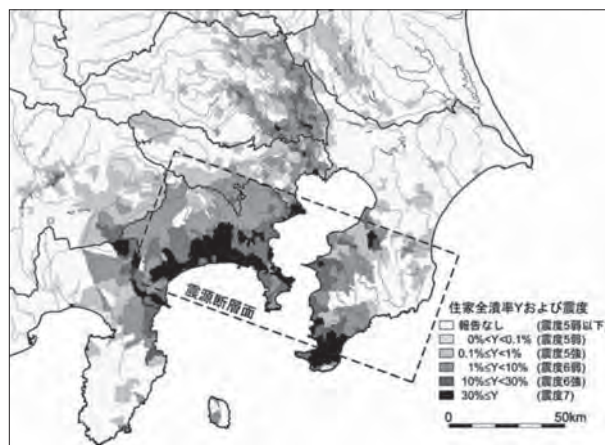 震源断層面
住家全潰率Yおよび震度
報告なし (震度5弱以下)
0%<Y<0.1% (震度5弱)
0.1%≤Y<1% (震度5強)
1%≤Y<10% (震度6弱)
10%≤Y<30% (震度6強)
30%≤Y (震度7)
0 50km